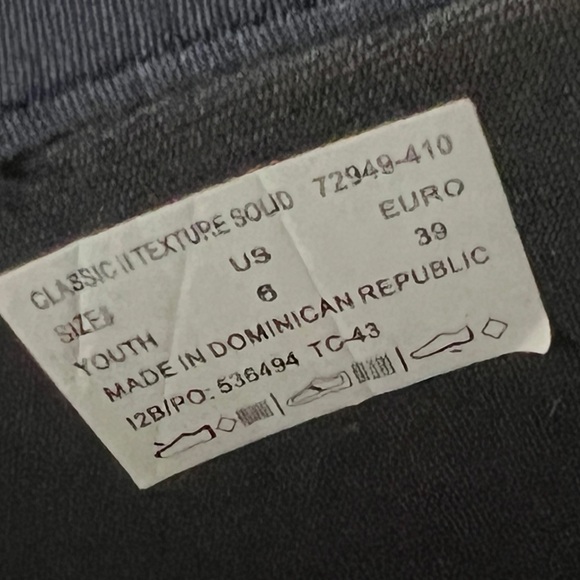 CLASSIC II TEXTURE SOLID 72949-410
SIZE US EURO
YOUTH 6 39
MADE IN DOMINICAN REPUBLIC
12B/PO: 536494 TC-43